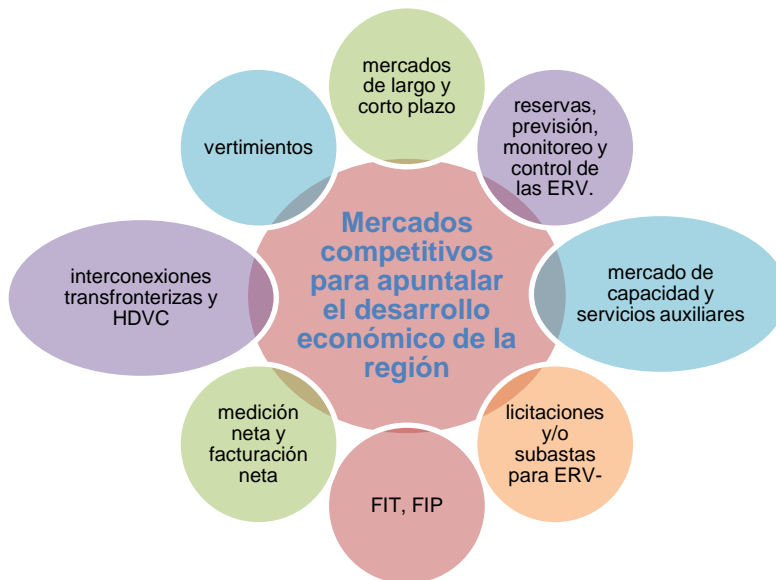 mercados
de largo y
corto plazo
reservas,
previsión,
monitoreo y
control de
las ERV.
vertimientos
Mercados
competitivos
para apuntalar
el desarrollo
económico de la
región
interconexiones
transfronterizas y
HDVC
mercado de
capacidad y
servicios auxiliares
medición
neta y
facturación
neta
licitaciones
y/o
subastas
para ERV-
FIT, FIP